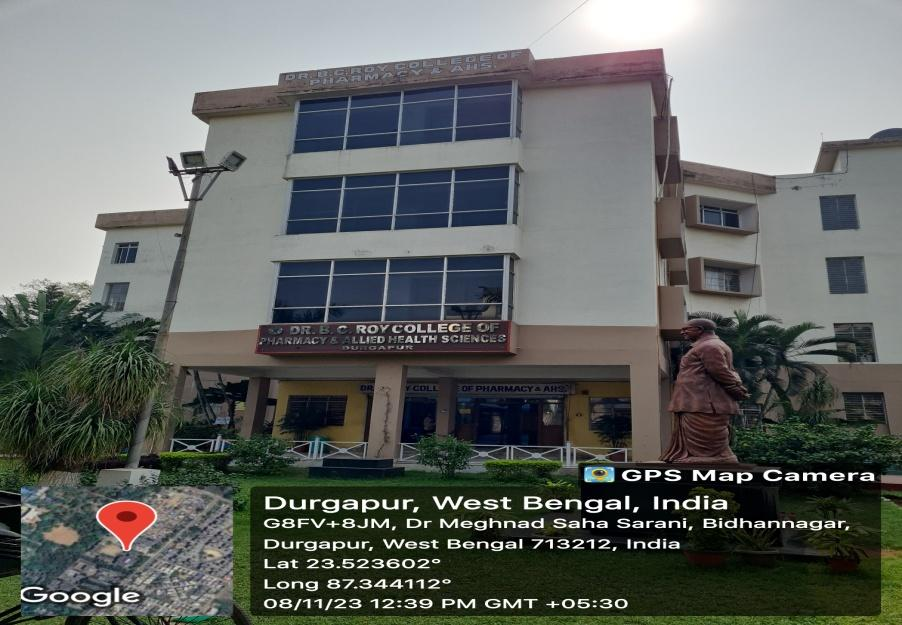 DR. B.C. ROY COLLEGE OF
PHARMACY & AHS.
DR. B. C. ROY COLLEGE OF
PHARMACY & ALLIED HEALTH SCIENCES
DURGAPUR
COLLEGE OF PHARMACY & AHS
GPS Map Camera
Durgapur, West Bengal, India
G8FV+8JM, Dr Meghnad Saha Sarani, Bidhannagar,
Durgapur, West Bengal 713212, India
Lat 23.523602°
Long 87.344112°
08/11/23 12:39 PM GMT +05:30
Google